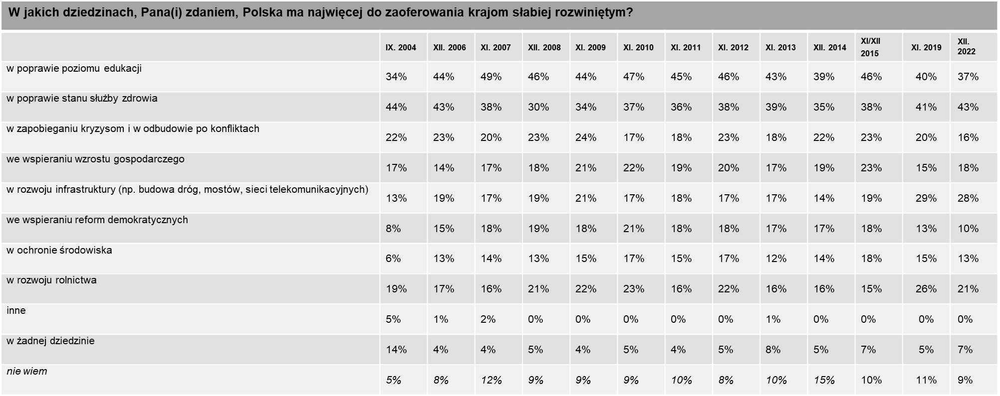 W jakich dziedzinach, Pana(i) zdaniem, Polska ma najwięcej do zaoferowania krajom słabiej rozwiniętym?
IX. 2004 XII. 2006 XI. 2007 XII. 2008 XI. 2009 XI. 2010 XI. 2011 XI. 2012 XI. 2013 XII. 2014 XI/XII 2015 XI. 2019 XII. 2022
w poprawie poziomu edukacji 34% 44% 49% 46% 44% 47% 45% 46% 43% 39% 46% 40% 37%
w poprawie stanu służby zdrowia 44% 43% 38% 30% 34% 37% 36% 38% 39% 35% 38% 41% 43%
w zapobieganiu kryzysom i w odbudowie po konfliktach 22% 23% 20% 23% 24% 17% 18% 23% 18% 22% 23% 20% 16%
we wspieraniu wzrostu gospodarczego 17% 14% 17% 18% 21% 22% 19% 20% 17% 19% 23% 15% 18%
w rozwoju infrastruktury (np. budowa dróg, mostów, sieci telekomunikacyjnych) 13% 19% 17% 19% 21% 17% 18% 17% 17% 14% 19% 29% 28%
we wspieraniu reform demokratycznych 8% 15% 18% 19% 18% 21% 18% 18% 17% 17% 18% 13% 10%
w ochronie środowiska 6% 13% 14% 13% 15% 17% 15% 17% 12% 14% 18% 15% 13%
w rozwoju rolnictwa 19% 17% 16% 21% 22% 23% 16% 22% 16% 16% 15% 26% 21%
inne 5% 1% 2% 0% 0% 0% 0% 0% 1% 0% 0% 0% 0%
w żadnej dziedzinie 14% 4% 4% 5% 4% 5% 4% 5% 8% 5% 7% 5% 7%
nie wiem 5% 8% 12% 9% 9% 9% 10% 8% 10% 15% 10% 11% 9%